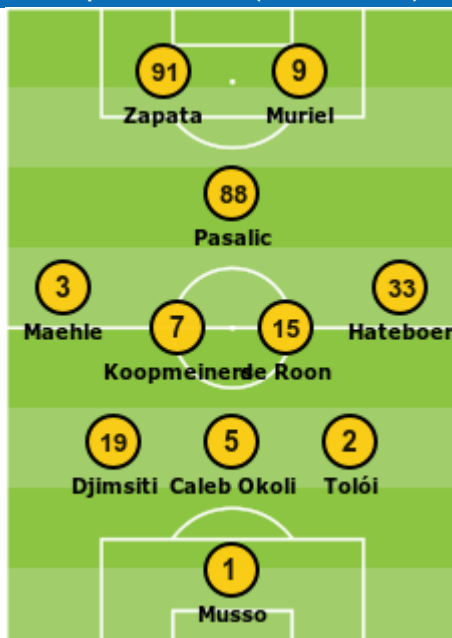 91 9
Zapata Muriel
88
Pasalic
3 33
Maehle Hateboer
7 15
Koopmeiners de Roon
19 5 2
Djimsiti Caleb Okoli Tolói
1
Musso